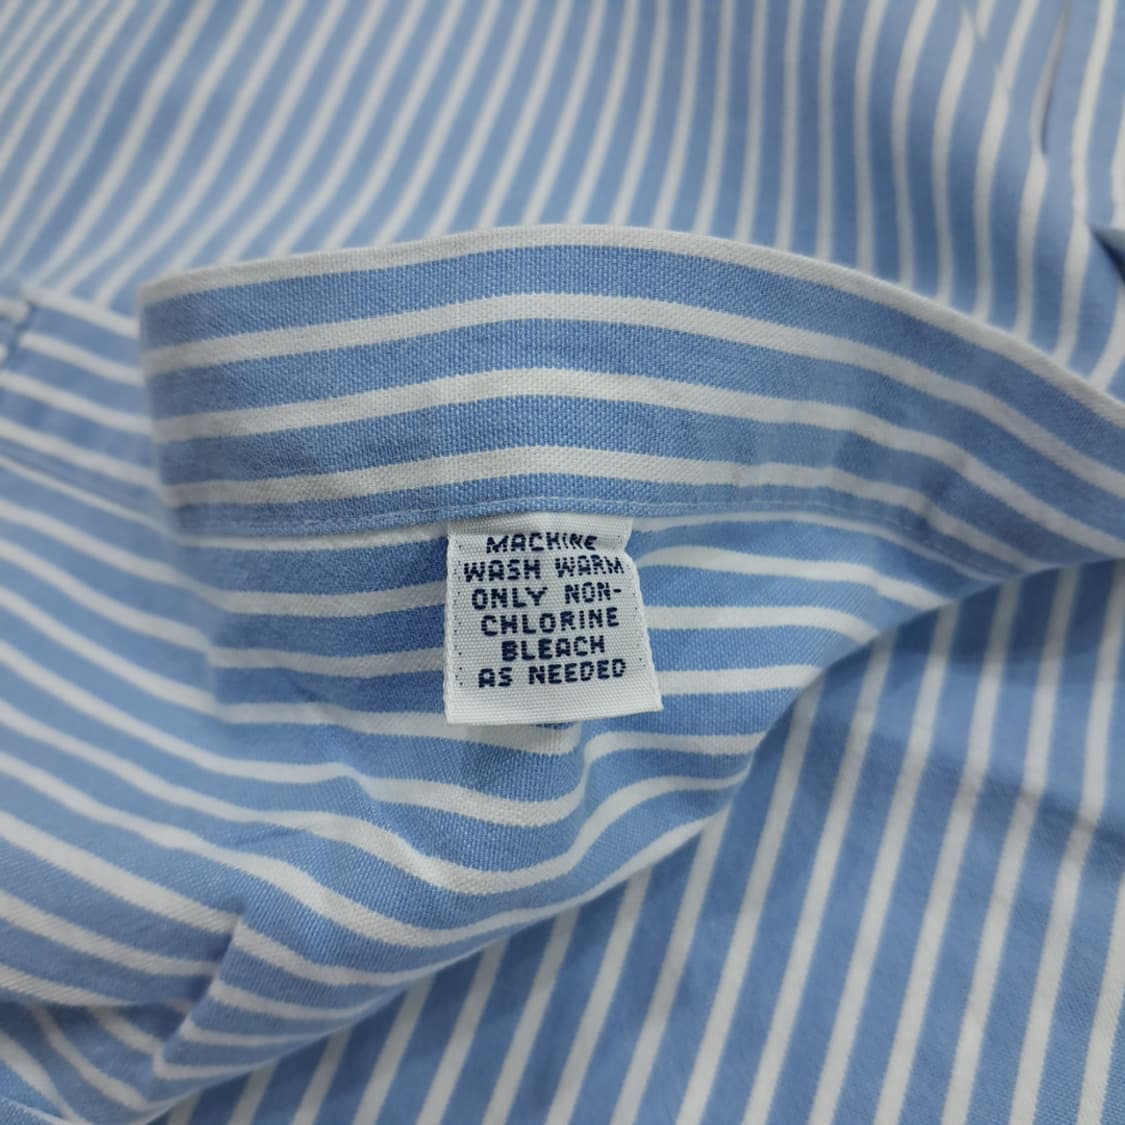 MACHINE
WASH WARM
ONLY NON-
CHLORINE
BLEACH
AS NEEDED